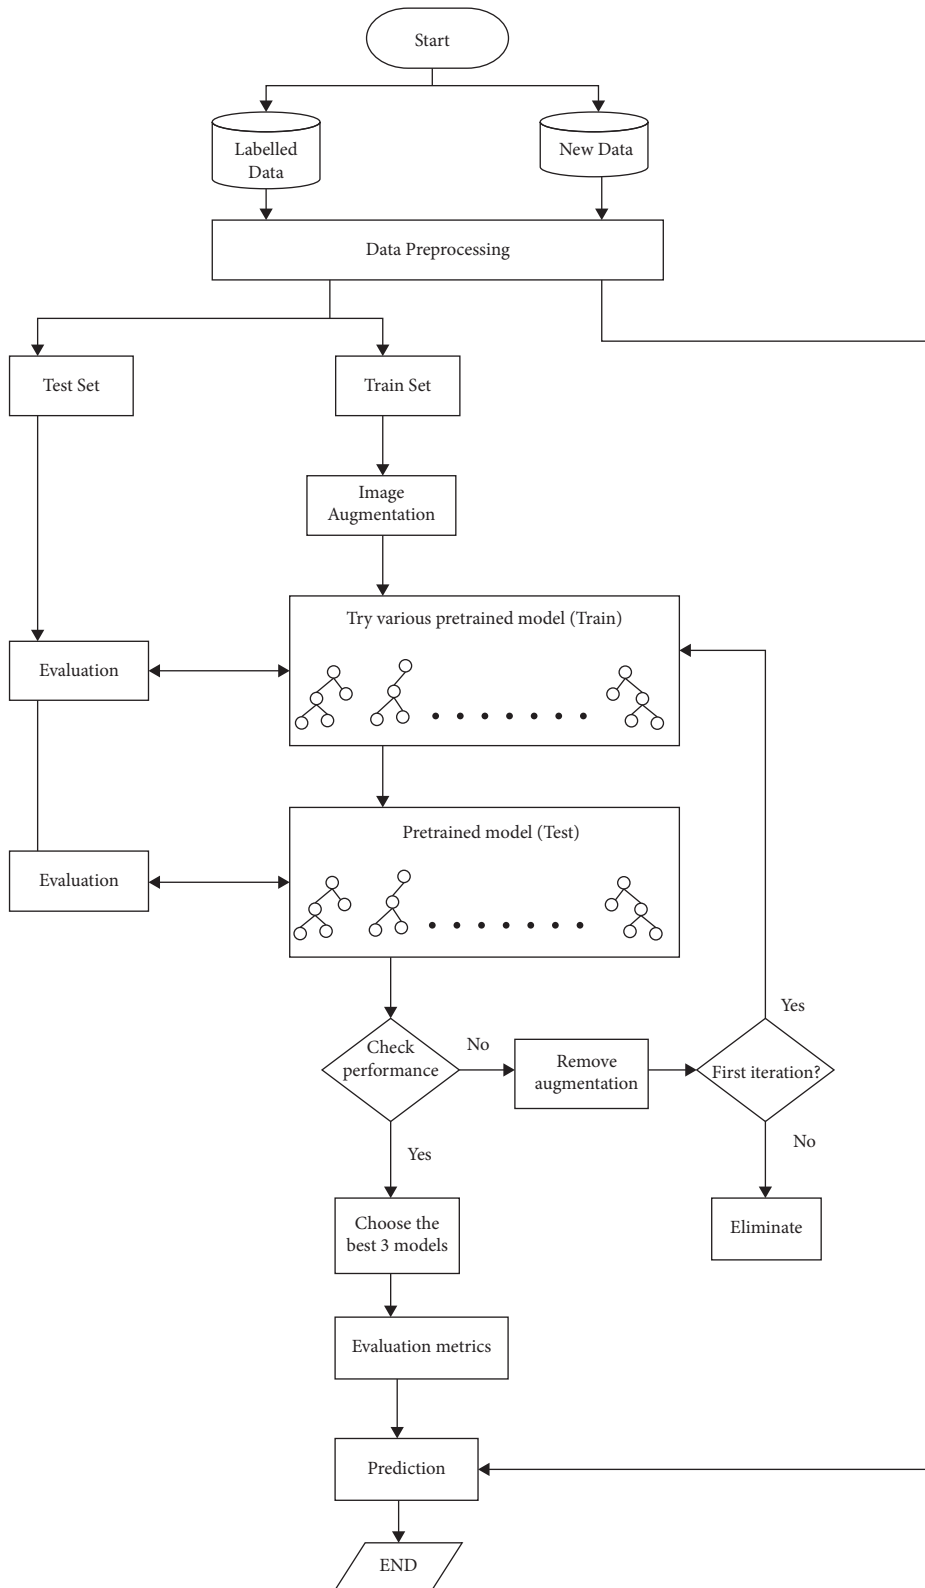 Start
Labelled
Data
New Data
Data Preprocessing
Test Set
Train Set
Image
Augmentation
Try various pretrained model (Train)
Evaluation
Pretrained model (Test)
Evaluation
Check
performance
No
Remove
augmentation
First iteration?
Yes
No
Eliminate
Yes
Choose the
best 3 models
Evaluation metrics
Prediction
END